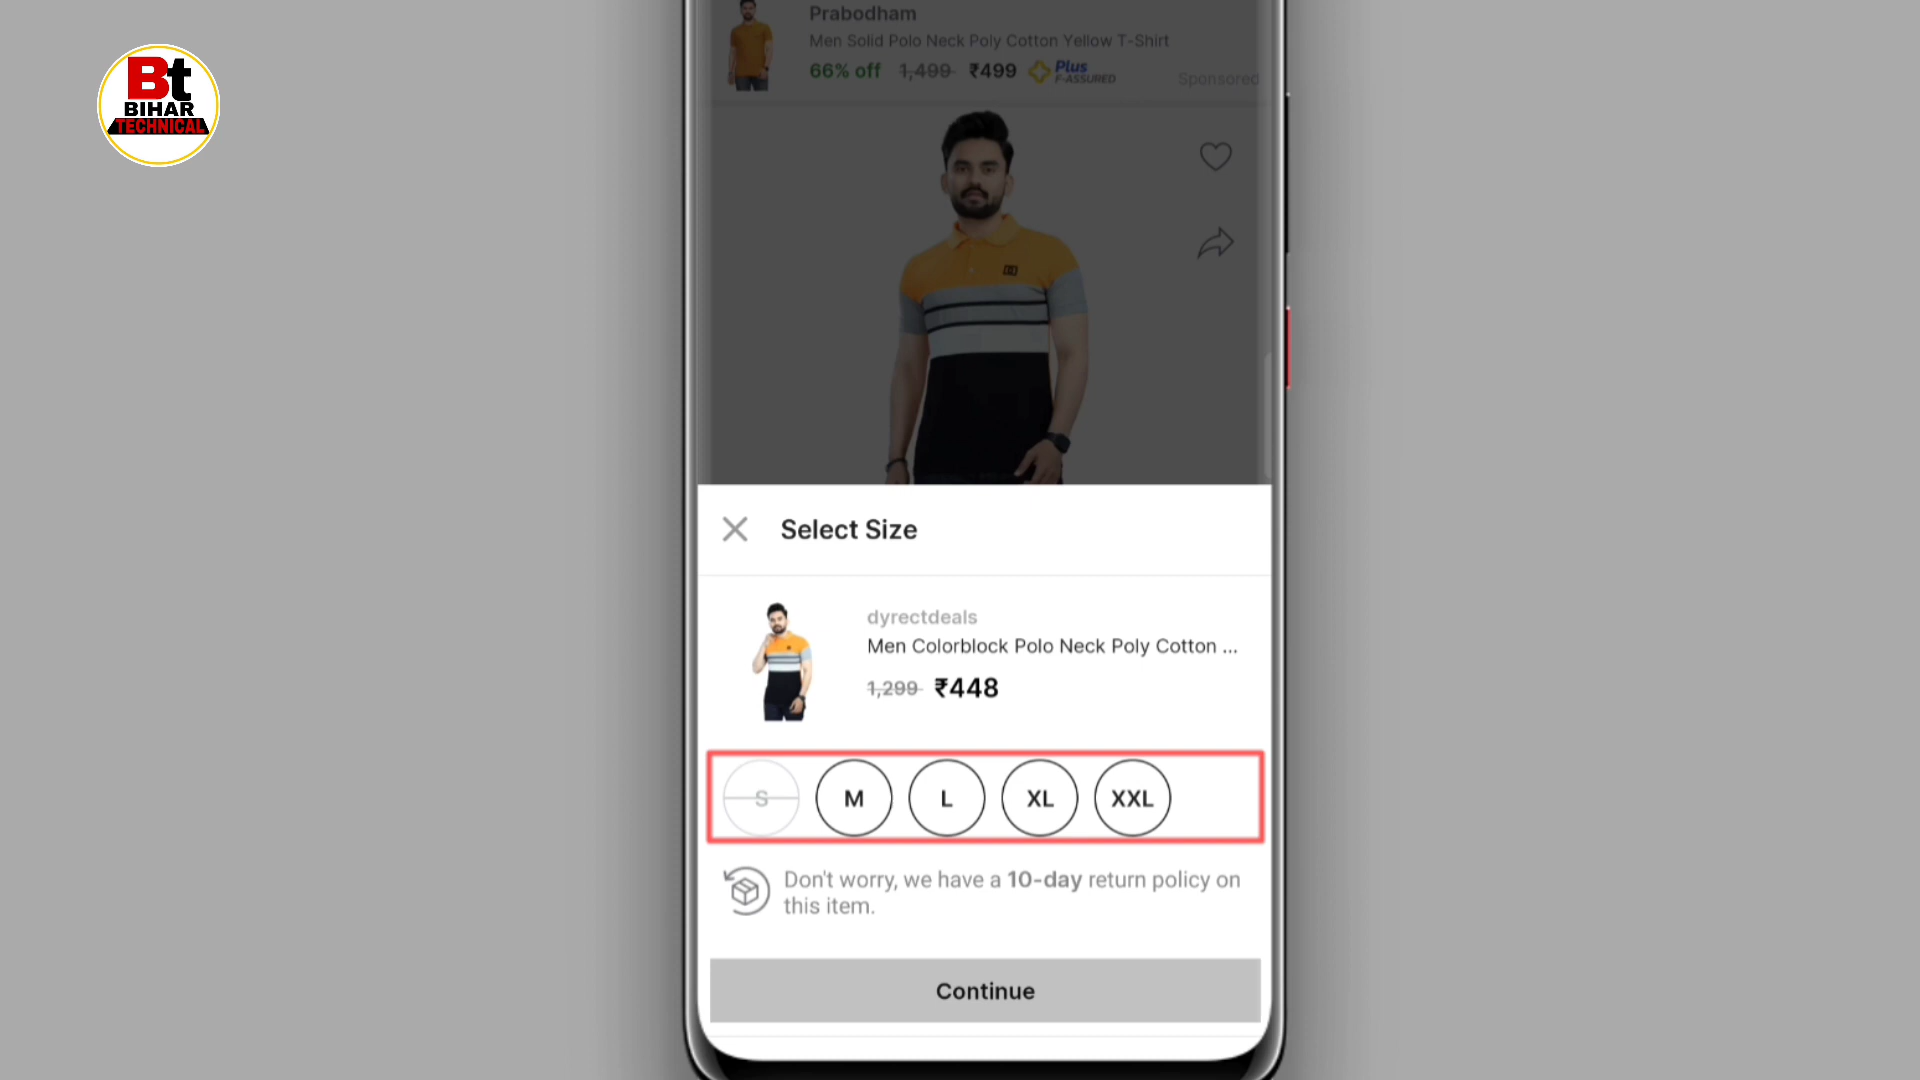 Bt
BIHAR
TECHNICAL
Prabodham
Men Solid Polo Neck Poly Cotton Yellow T-Shirt
66% off 1,499 ₹499 Plus
F-ASSURED
Sponsored
Select Size
dyrectdeals
Men Colorblock Polo Neck Poly Cotton ...
1,299 ₹448
S M L XL XXL
Don't worry, we have a 10-day return policy on
this item.
Continue